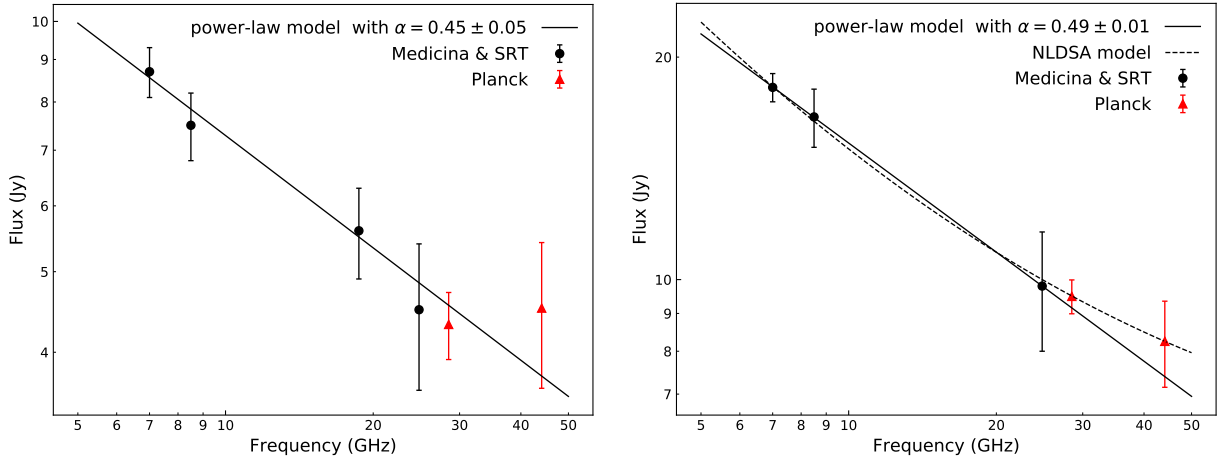 power-law model with α = 0.45 ± 0.05
Medicina & SRT
Planck
10
9
8
7
6
5
4
Flux (Jy)
5 6 7 8 9 10 20 30 40 50
Frequency (GHz)
power-law model with α = 0.49 ± 0.01
NLDSA model
Medicina & SRT
Planck
20
10
9
8
7
Flux (Jy)
5 6 7 8 9 10 20 30 40 50
Frequency (GHz)